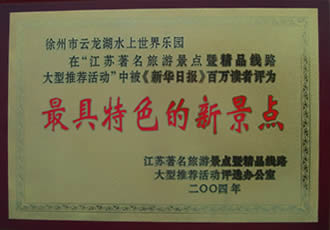 徐州市云龙湖水上世界乐园
在“江苏著名旅游景点暨精品线路
大型推荐活动”中被《新华日报》百万读者评为
最具特色的新景点
江苏著名旅游景点暨精品线路
大型推荐活动评选办公室
二〇〇四年